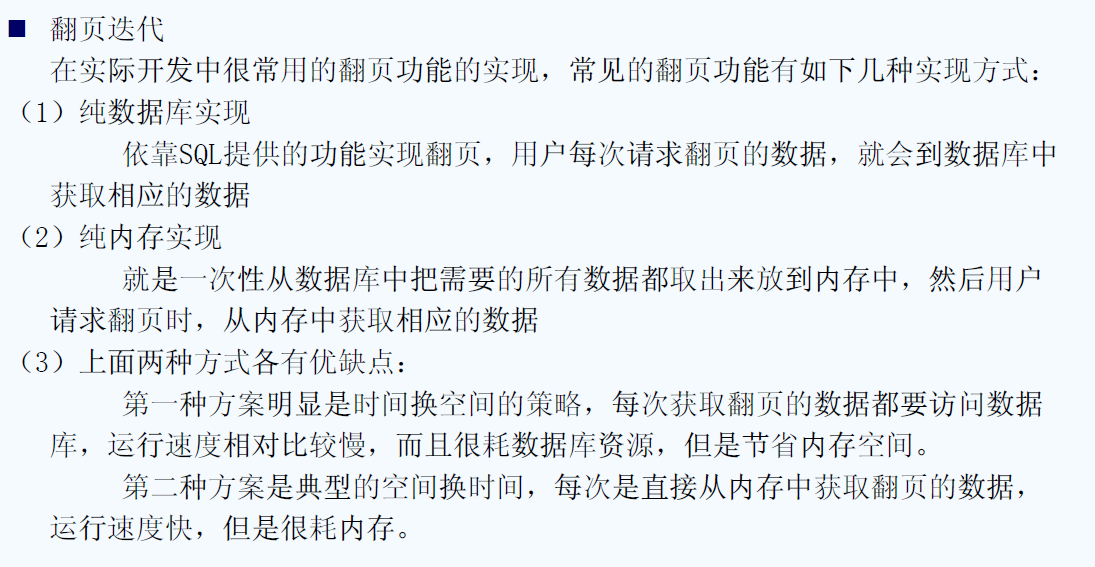 ■ 翻页迭代
在实际开发中很常用的翻页功能的实现，常见的翻页功能有如下几种实现方式：
（1）纯数据库实现
依靠SQL提供的功能实现翻页，用户每次请求翻页的数据，就会到数据库中
获取相应的数据
（2）纯内存实现
就是一次性从数据库中把需要的所有数据都取出来放到内存中，然后用户
请求翻页时，从内存中获取相应的数据
（3）上面两种方式各有优缺点：
第一种方案明显是时间换空间的策略，每次获取翻页的数据都要访问数据
库，运行速度相对比较慢，而且很耗数据库资源，但是节省内存空间。
第二种方案是典型的空间换时间，每次是直接从内存中获取翻页的数据，
运行速度快，但是很耗内存。